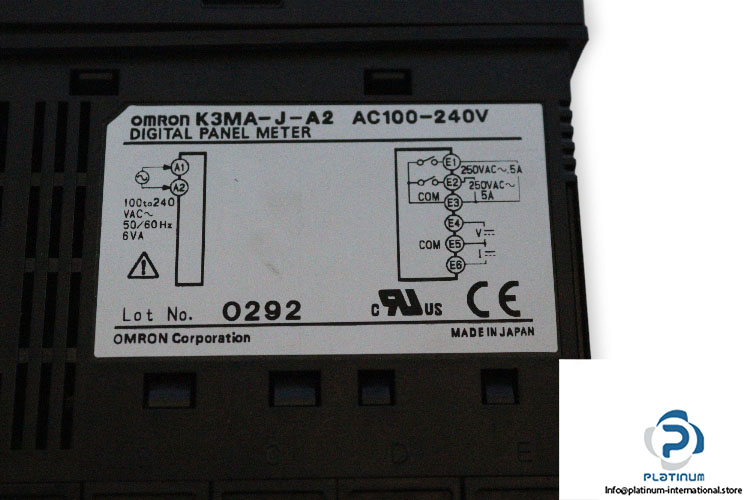 omron K3MA-J-A2 AC100-240V
DIGITAL PANEL METER
A1
A2
100to240
VAC~
50/60Hz
6VA
E1 250VAC~.5A
E2 250VAC~
5A
COM E3
E4
V
COM E5
I
E6
Lot No. 0292
c RU US CE
OMRON Corporation MADE IN JAPAN
P
PLATINUM
Info@platinum-international.store